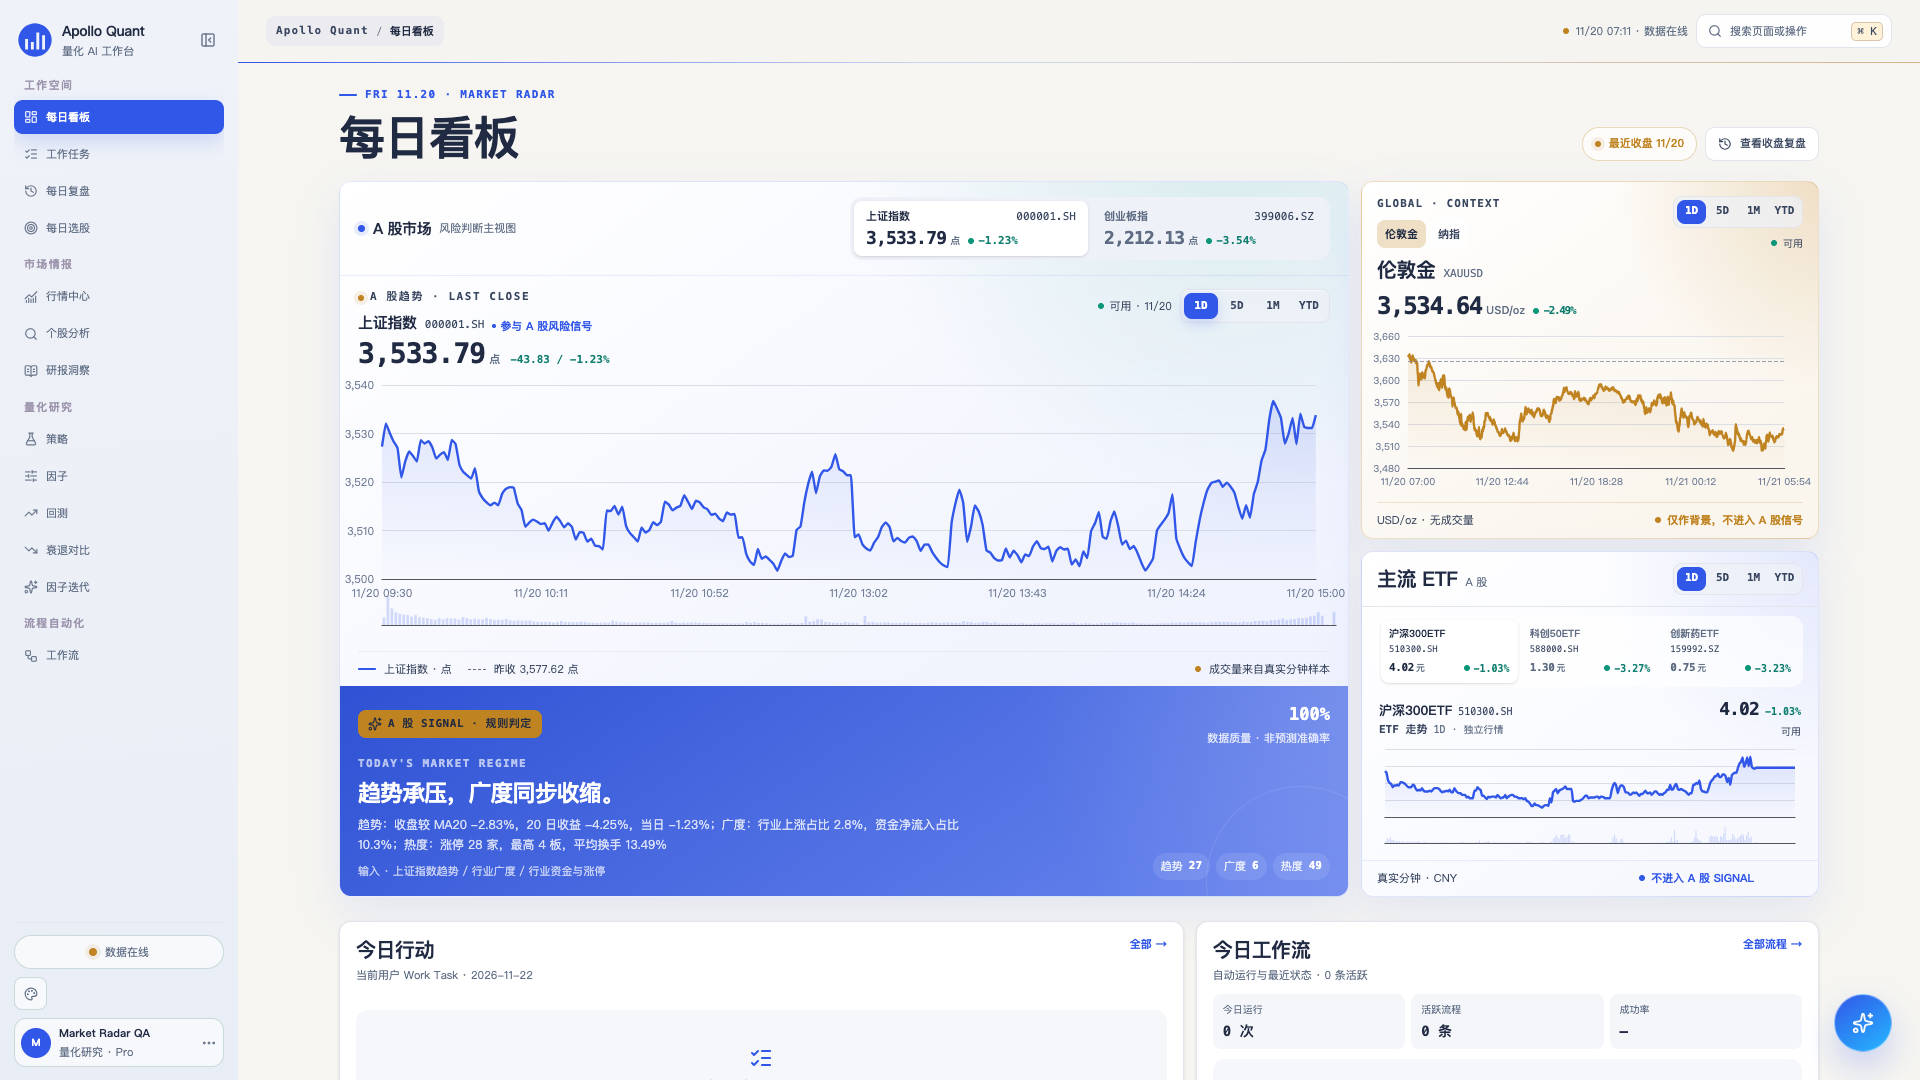 Apollo Quant
量化 AI 工作台
工作空间
每日看板
工作任务
每日复盘
每日选股
市场情报
行情中心
个股分析
研报洞察
量化研究
策略
因子
回测
衰退对比
因子迭代
流程自动化
工作流
数据在线
M
Market Radar QA
量化研究 · Pro
Apollo Quant / 每日看板
11/20 07:11 · 数据在线
搜索页面或操作
⌘ K
FRI 11.20 · MARKET RADAR
每日看板
最近收盘 11/20
查看收盘复盘
A 股市场 风险判断主视图
上证指数 000001.SH
3,533.79 点 −1.23%
创业板指 399006.SZ
2,212.13 点 −3.54%
A 股趋势 · LAST CLOSE
上证指数 000001.SH 参与 A 股风险信号
3,533.79 点 −43.83 / −1.23%
可用 · 11/20
1D 5D 1M YTD
3,540
3,530
3,520
3,510
3,500
11/20 09:30 11/20 10:11 11/20 10:52 11/20 13:02 11/20 13:43 11/20 14:24 11/20 15:00
上证指数 · 点 昨收 3,577.62 点
成交量来自真实分钟样本
A 股 SIGNAL · 规则判定
100%
数据质量 · 非预测准确率
TODAY'S MARKET REGIME
趋势承压，广度同步收缩。
趋势：收盘较 MA20 −2.83%，20 日收益 −4.25%，当日 −1.23%；广度：行业上涨占比 2.8%，资金净流入占比
10.3%；热度：涨停 28 家，最高 4 板，平均换手 13.49%
输入 · 上证指数趋势 / 行业广度 / 行业资金与涨停
趋势 27 广度 6 热度 49
GLOBAL · CONTEXT
1D 5D 1M YTD
伦敦金 纳指
可用
伦敦金 XAUUSD
3,534.64 USD/oz −2.49%
3,660
3,630
3,600
3,570
3,540
3,510
3,480
11/20 07:00 11/20 12:44 11/20 18:28 11/21 00:12 11/21 05:54
USD/oz · 无成交量
仅作背景，不进入 A 股信号
主流 ETF A 股
1D 5D 1M YTD
沪深300ETF
510300.SH
4.02 元 −1.03%
科创50ETF
588000.SH
1.30 元 −3.27%
创新药ETF
159992.SZ
0.75 元 −3.23%
沪深300ETF 510300.SH
4.02 −1.03%
ETF 走势 1D · 独立行情
可用
真实分钟 · CNY
不进入 A 股 SIGNAL
今日行动
全部 →
当前用户 Work Task · 2026−11−22
今日工作流
全部流程 →
自动运行与最近状态 · 0 条活跃
今日运行
0 次
活跃流程
0 条
成功率
—